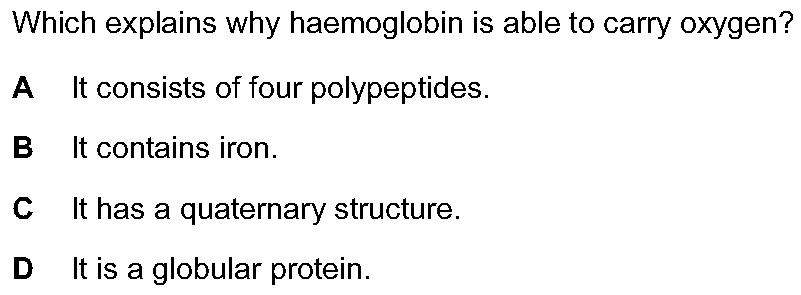 Which explains why haemoglobin is able to carry oxygen?
A It consists of four polypeptides.
B It contains iron.
C It has a quaternary structure.
D It is a globular protein.